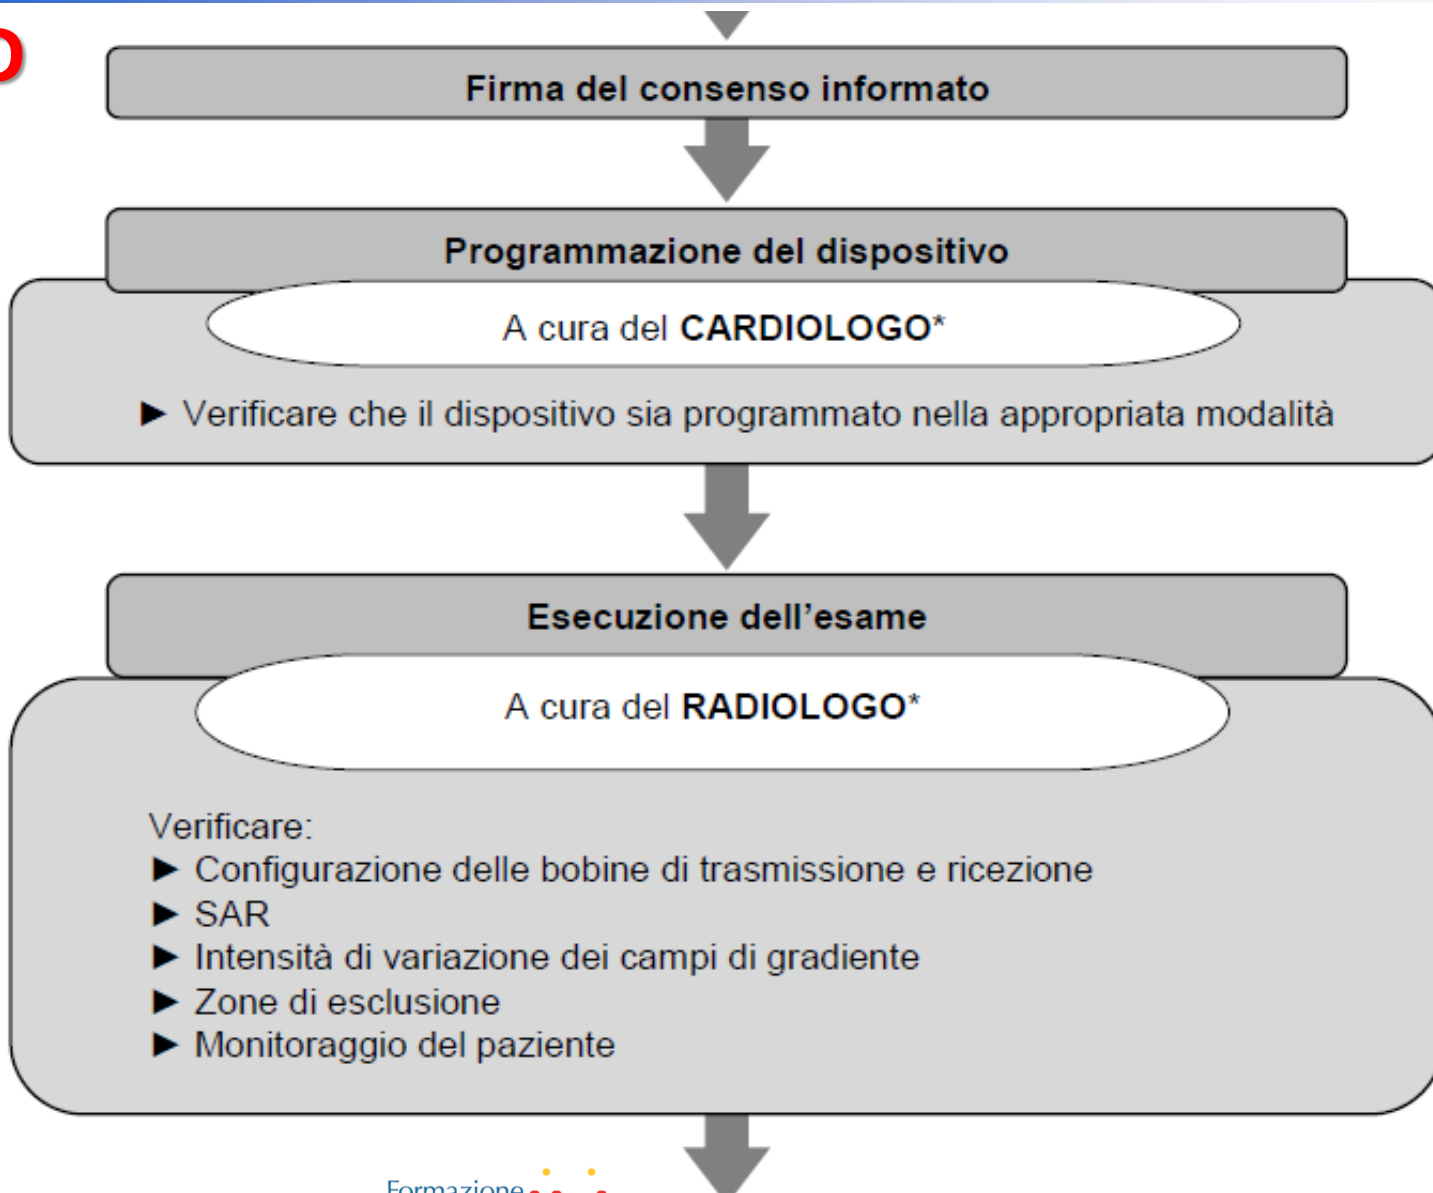 O
Firma del consenso informato
Programmazione del dispositivo
A cura del CARDIOLOGO*
► Verificare che il dispositivo sia programmato nella appropriata modalità
Esecuzione dell’esame
A cura del RADIOLOGO*
Verificare:
► Configurazione delle bobine di trasmissione e ricezione
► SAR
► Intensità di variazione dei campi di gradiente
► Zone di esclusione
► Monitoraggio del paziente
Formazione